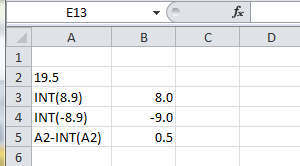 E13 fx
A B C D
1
2 19.5
3 INT(8.9) 8.0
4 INT(-8.9) -9.0
5 A2-INT(A2) 0.5